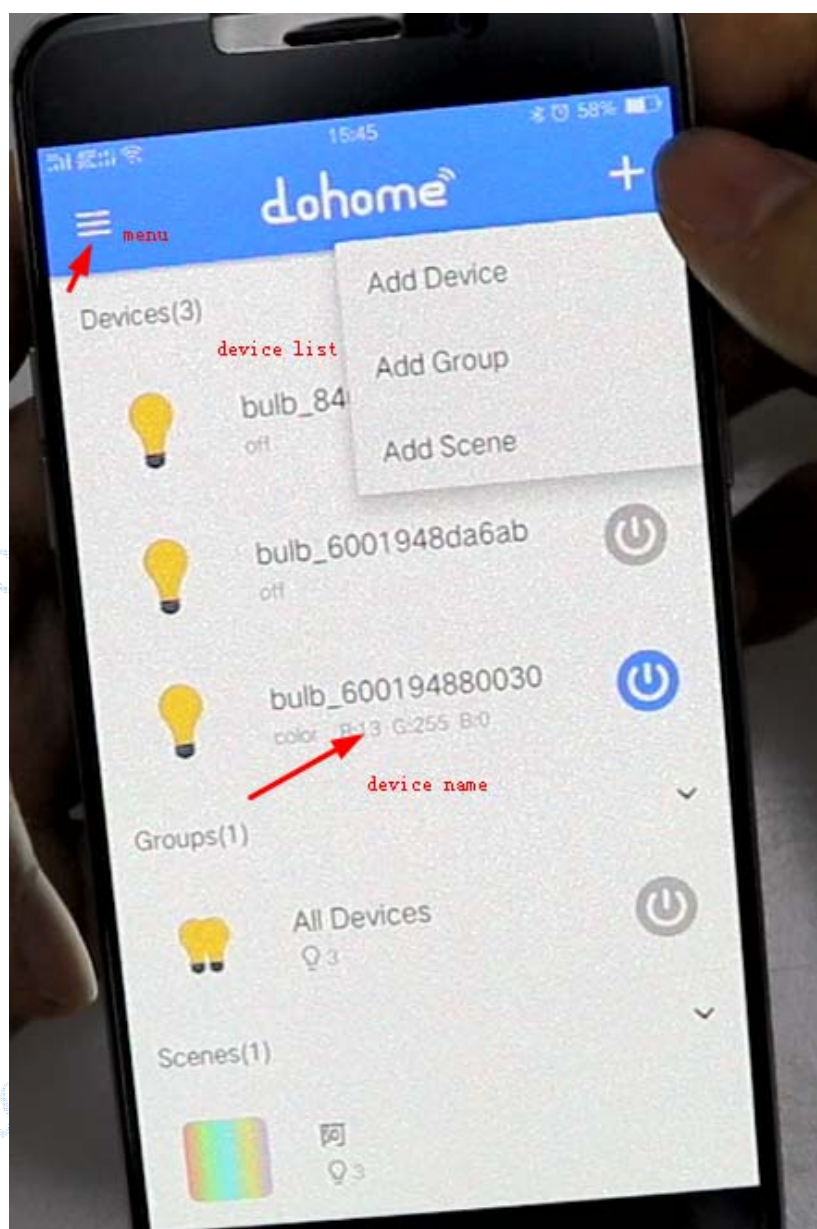 15:45
58%
dohome
+
menu
Add Device
Devices(3)
device list
Add Group
bulb_84
off
Add Scene
bulb_6001948da6ab
off
bulb_600194880030
color R:13 G:255 B:0
device name
Groups(1)
All Devices
3
Scenes(1)
3